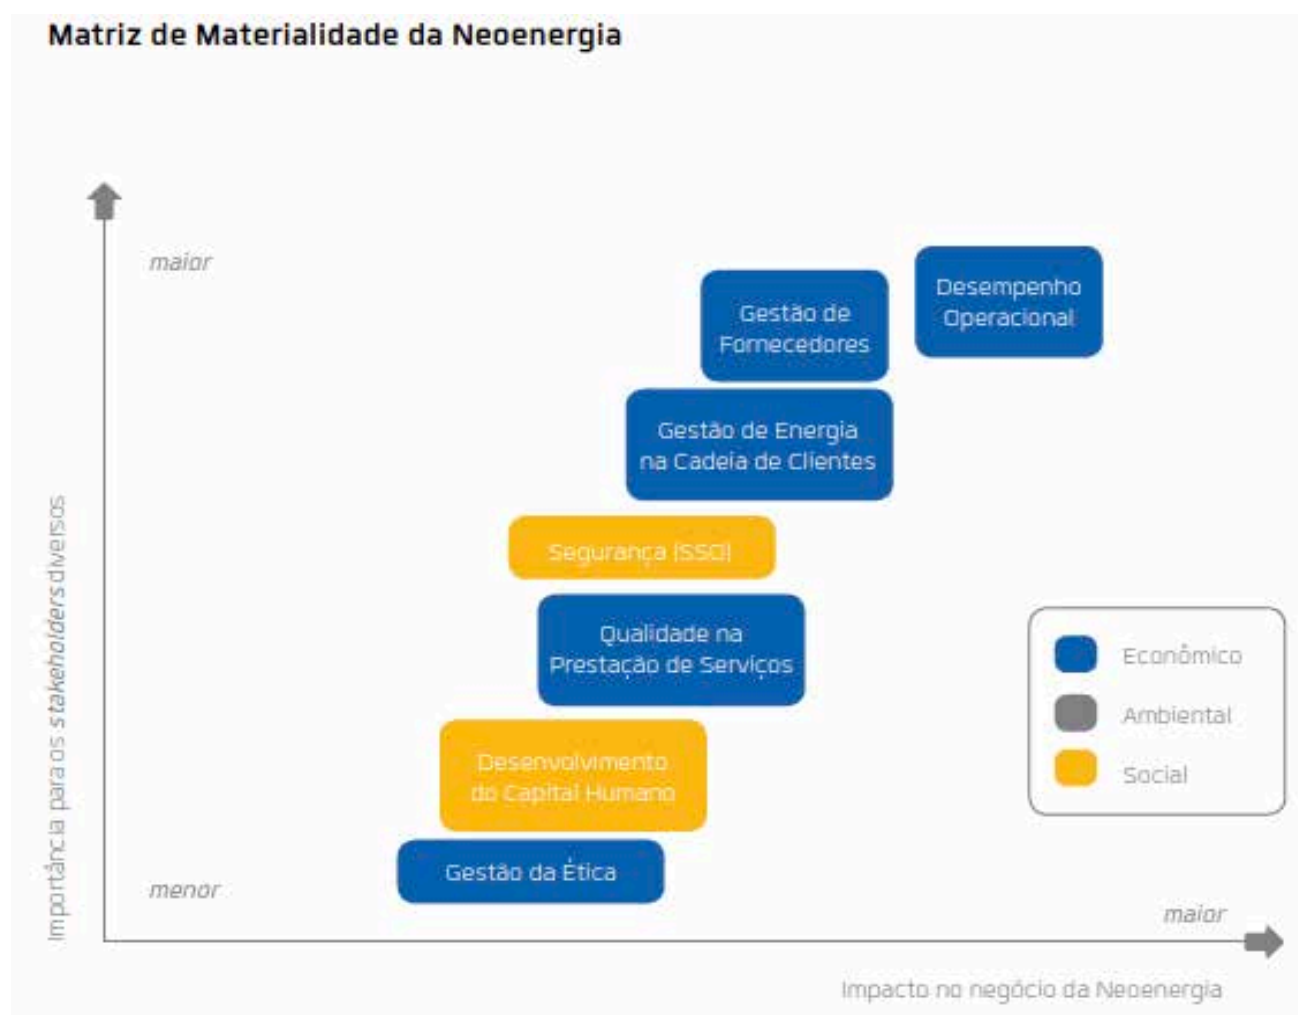 Matriz de Materialidade da Neoenergia
maior
Desempenho
Operacional
Gestão de
Fornecedores
Gestão de Energia
na Cadeia de Clientes
Segurança (SSO)
Qualidade na
Prestação de Serviços
Desenvolvimento
do Capital Humano
Gestão da Ética
menor
Importância para os stakeholders diversos
Econômico
Ambiental
Social
maior
Impacto no negócio da Neoenergia